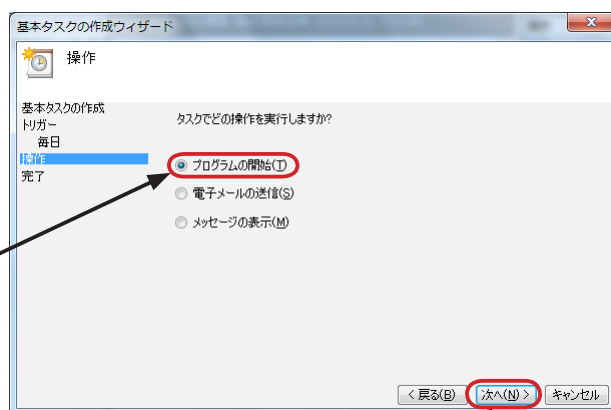 基本タスクの作成ウィザード
操作
基本タスクの作成
トリガー
毎日
操作
完了
タスクでどの操作を実行しますか?
プログラムの開始(T)
電子メールの送信(S)
メッセージの表示(M)
< 戻る(B)
次へ(N) >
キャンセル